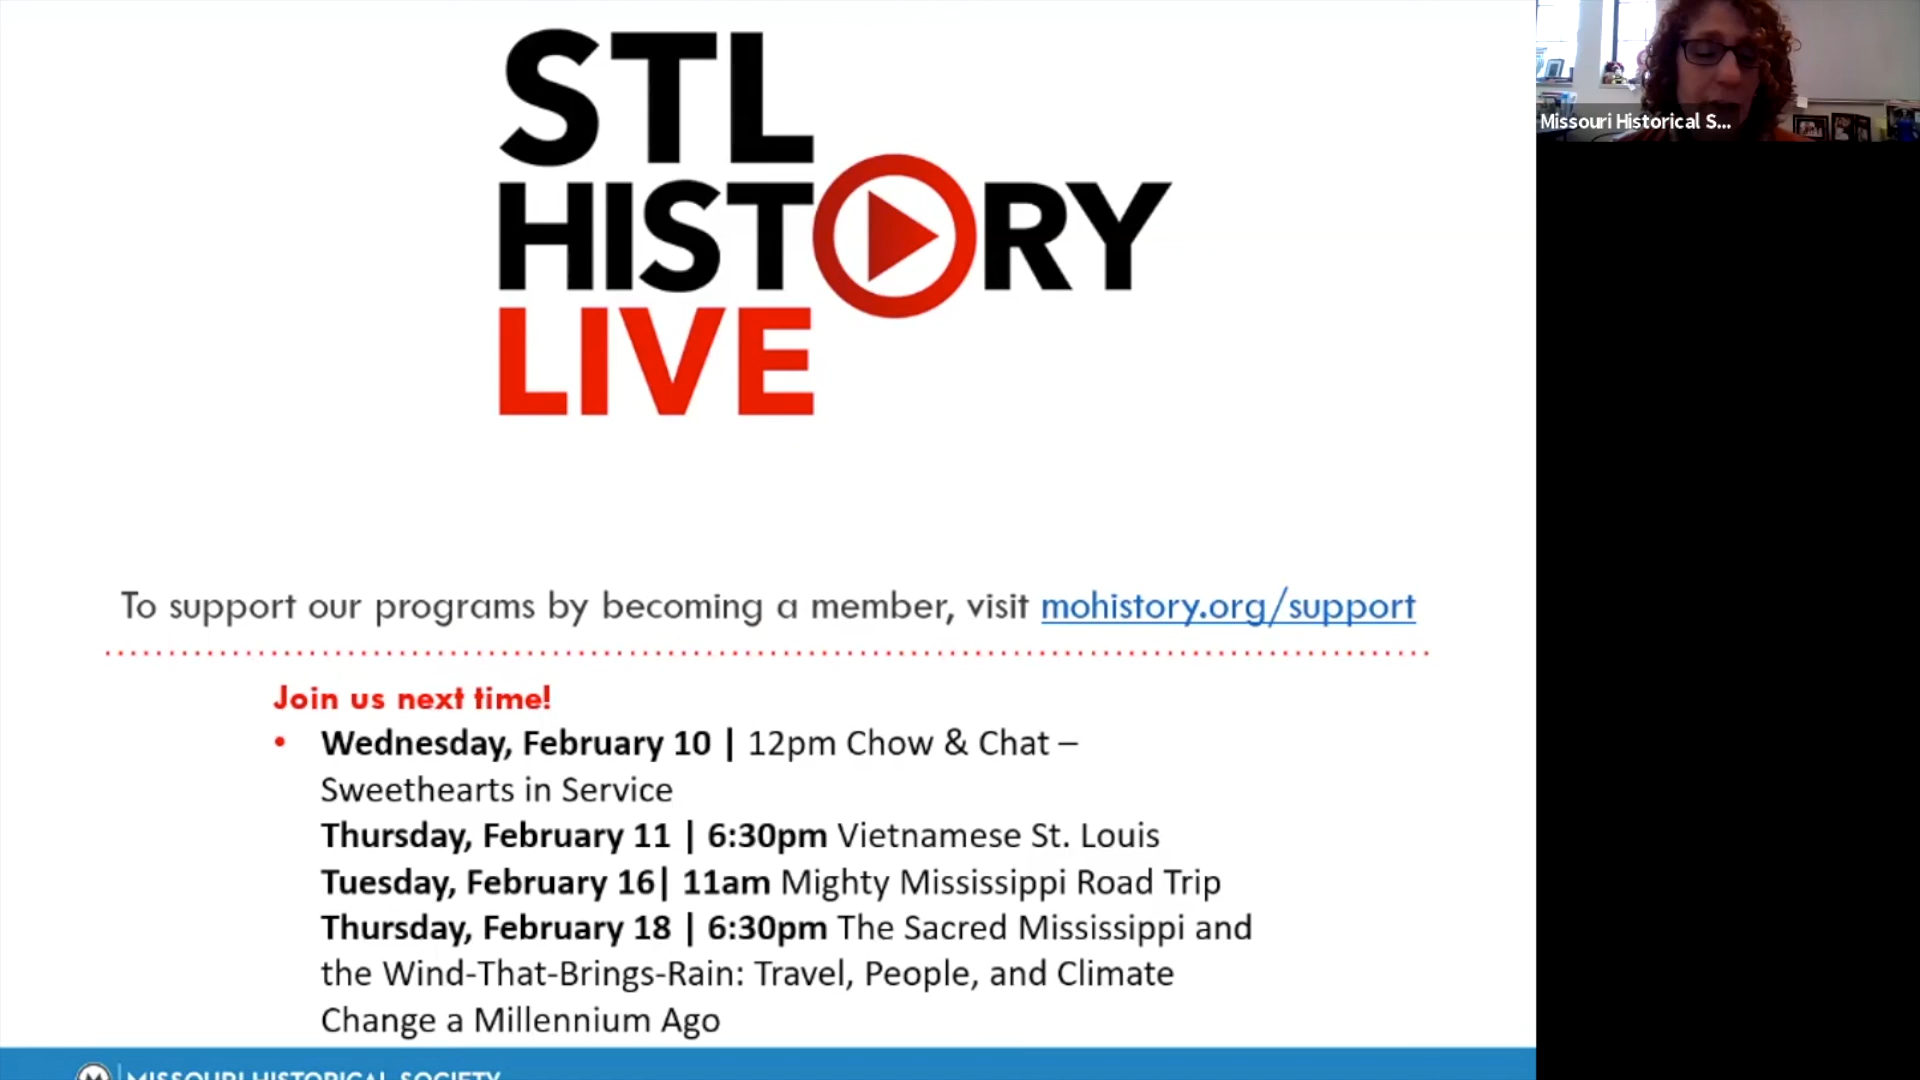 STL
HISTORY
LIVE
Missouri Historical S...
To support our programs by becoming a member, visit mohistory.org/support
Join us next time!
• Wednesday, February 10 | 12pm Chow & Chat –
Sweethearts in Service
Thursday, February 11 | 6:30pm Vietnamese St. Louis
Tuesday, February 16| 11am Mighty Mississippi Road Trip
Thursday, February 18 | 6:30pm The Sacred Mississippi and
the Wind-That-Brings-Rain: Travel, People, and Climate
Change a Millennium Ago
MISSOURI HISTORICAL SOCIETY